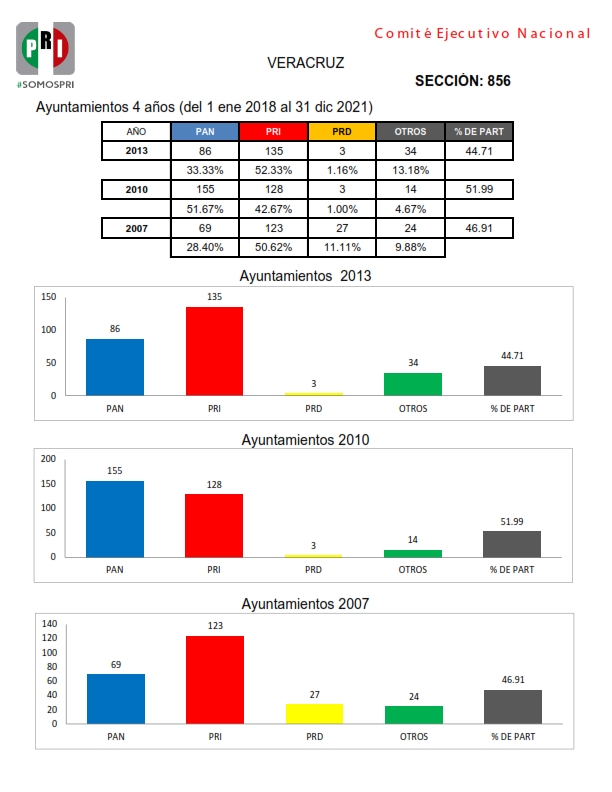 Comité Ejecutivo Nacional
PRI
#SOMOSPRI
VERACRUZ
SECCIÓN: 856
Ayuntamientos 4 años (del 1 ene 2018 al 31 dic 2021)
AÑO PAN PRI PRD OTROS % DE PART
2013 86 135 3 34 44.71
33.33% 52.33% 1.16% 13.18%
2010 155 128 3 14 51.99
51.67% 42.67% 1.00% 4.67%
2007 69 123 27 24 46.91
28.40% 50.62% 11.11% 9.88%
Ayuntamientos 2013
150
100
50
0
86 135 3 34 44.71
PAN PRI PRD OTROS % DE PART
Ayuntamientos 2010
200
150
100
50
0
155 128 3 14 51.99
PAN PRI PRD OTROS % DE PART
Ayuntamientos 2007
140
120
100
80
60
40
20
0
69 123 27 24 46.91
PAN PRI PRD OTROS % DE PART